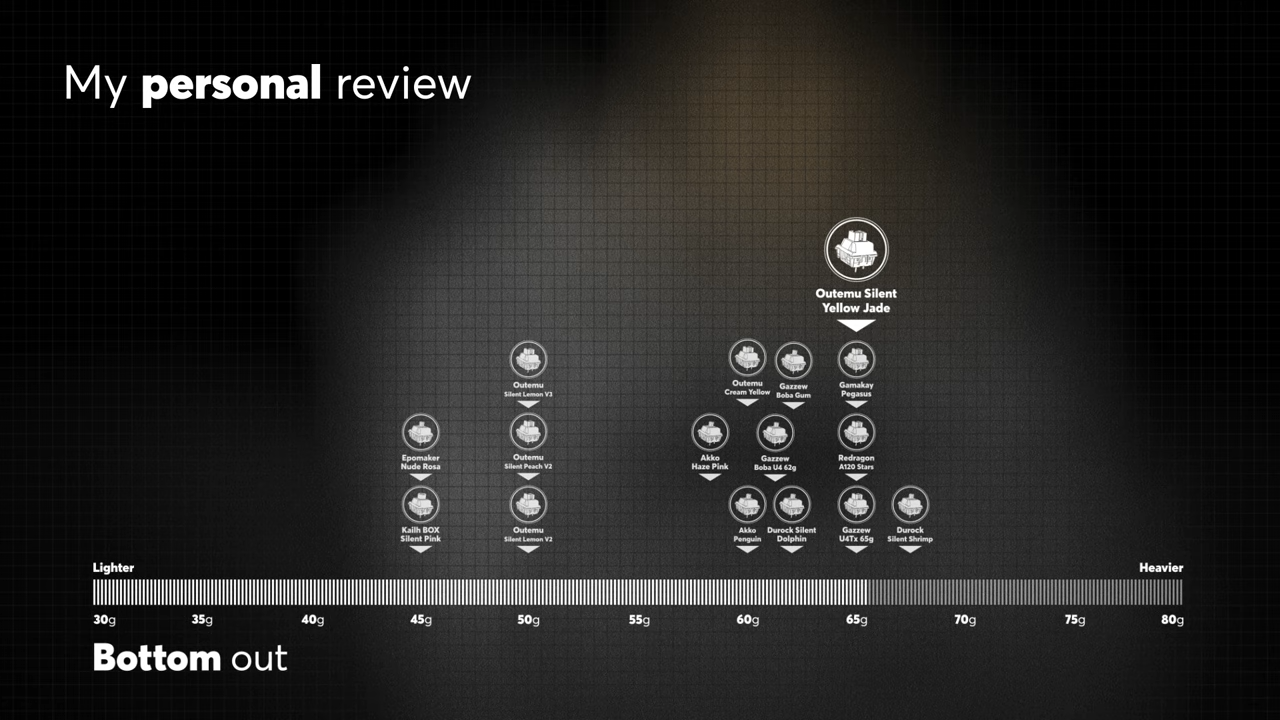 My personal review
Outemu Silent
Yellow Jade
Outemu
Silent Lemon V3
Outemu
Cream Yellow
Gazzew
Boba Gum
Gamakay
Pegasus
Epomaker
Nude Rosa
Outemu
Silent Peach V2
Akko
Haze Pink
Gazzew
Boba U4 62g
Redragon
A120 Stars
Kailh BOX
Silent Pink
Outemu
Silent Lemon V2
Akko
Penguin
Durock Silent
Dolphin
Gazzew
U4Tx 65g
Durock
Silent Shrimp
Lighter
Heavier
30g 35g 40g 45g 50g 55g 60g 65g 70g 75g 80g
Bottom out